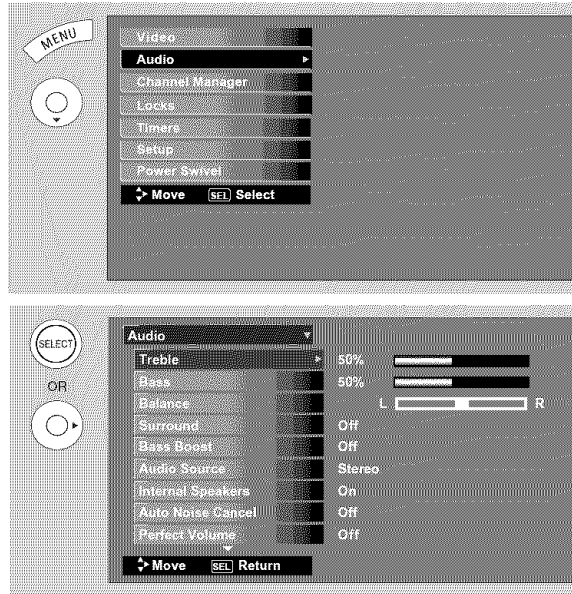 MENU
Video
Audio
Channel Manager
Locks
Timers
Setup
Power Swivel
Move SEL Select
SELECT
OR
Audio
Treble 50%
Bass 50%
Balance L R
Surround Off
Bass Boost Off
Audio Source Stereo
Internal Speakers On
Auto Noise Cancel Off
Perfect Volume Off
Move SEL Return